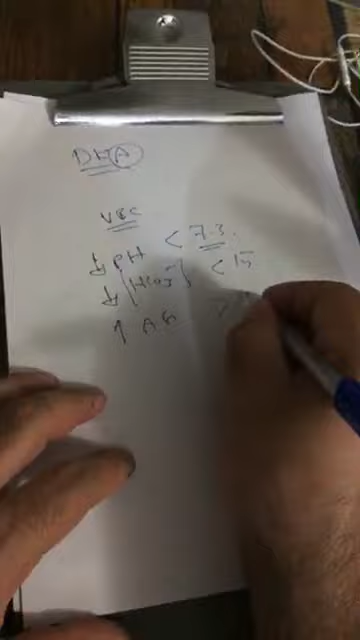 DKA
VBG
↓ PH < 7.3.
↓ [HCO3-] < 15
↑ AG >